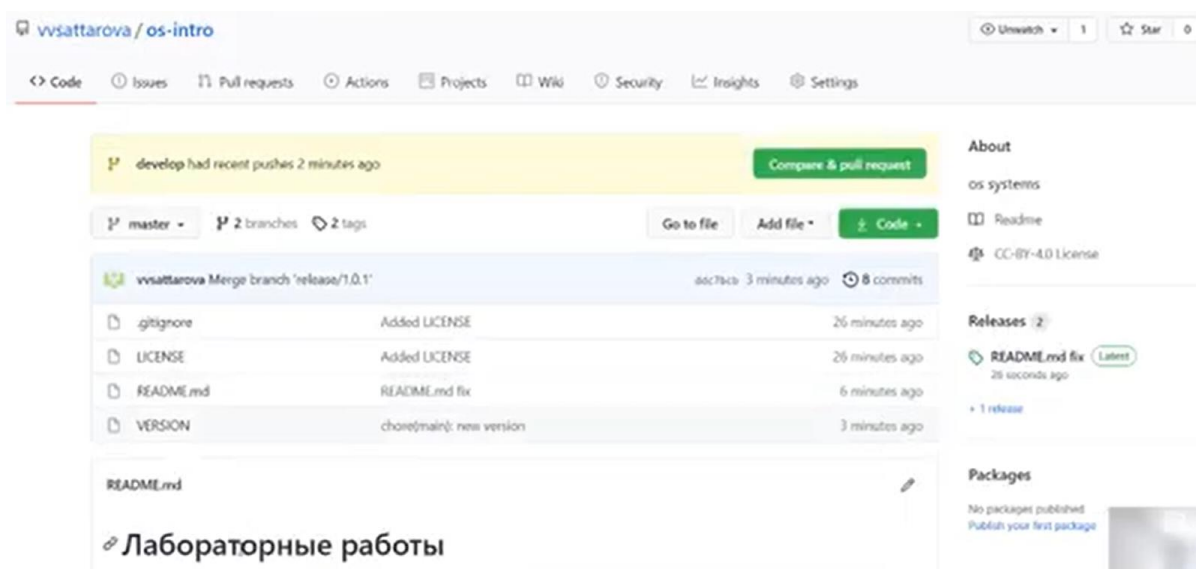 vvsattarova / os-intro
Unwatch 1 Star 0
Code Issues Pull requests Actions Projects Wiki Security Insights Settings
develop had recent pushes 2 minutes ago Compare & pull request
master 2 branches 2 tags Go to file Add file Code
vvsattarova Merge branch 'release/1.0.1' 3 minutes ago 8 commits
.gitignore Added LICENSE 26 minutes ago
LICENSE Added LICENSE 26 minutes ago
README.md README.md fix 6 minutes ago
VERSION chore(main): new version 3 minutes ago
README.md
Лабораторные работы
About
os systems
Readme
CC-BY-4.0 License
Releases 2
README.md fix Latest
26 seconds ago
+ 1 release
Packages
No packages published
Publish your first package